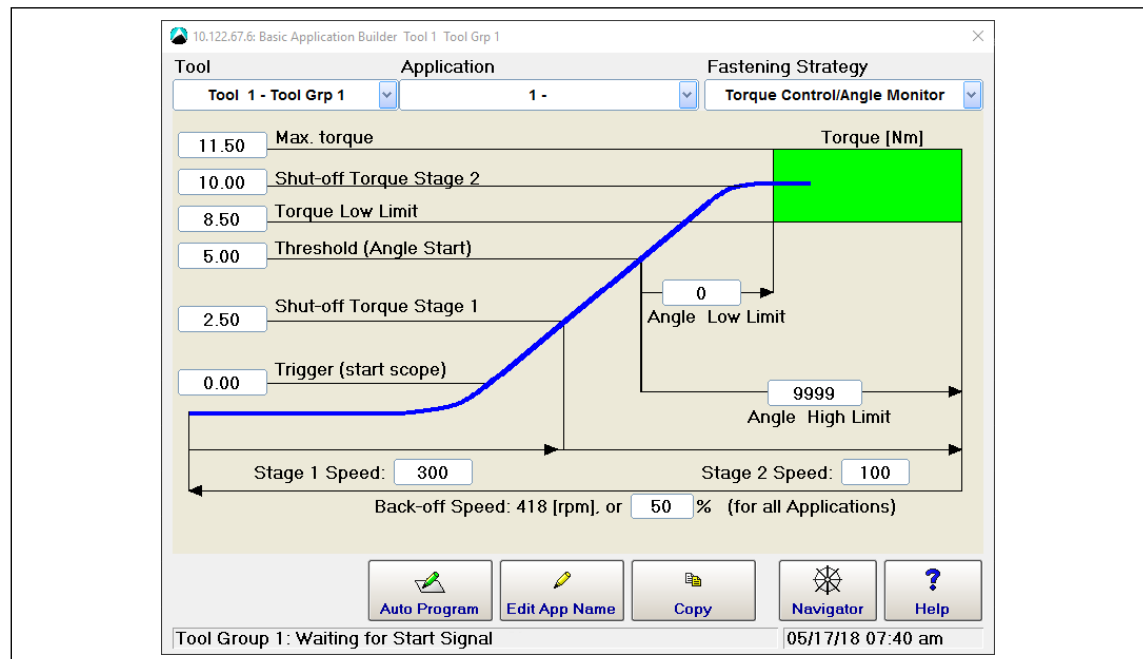 10.122.67.6: Basic Application Builder Tool 1 Tool Grp 1
Tool Application Fastening Strategy
Tool 1 - Tool Grp 1 1 - Torque Control/Angle Monitor
11.50 Max. torque Torque [Nm]
10.00 Shut-off Torque Stage 2
8.50 Torque Low Limit
5.00 Threshold (Angle Start)
0
Angle Low Limit
2.50 Shut-off Torque Stage 1
0.00 Trigger (start scope)
9999
Angle High Limit
Stage 1 Speed: 300 Stage 2 Speed: 100
Back-off Speed: 418 [rpm], or 50 % (for all Applications)
Auto Program Edit App Name Copy Navigator Help
Tool Group 1: Waiting for Start Signal 05/17/18 07:40 am